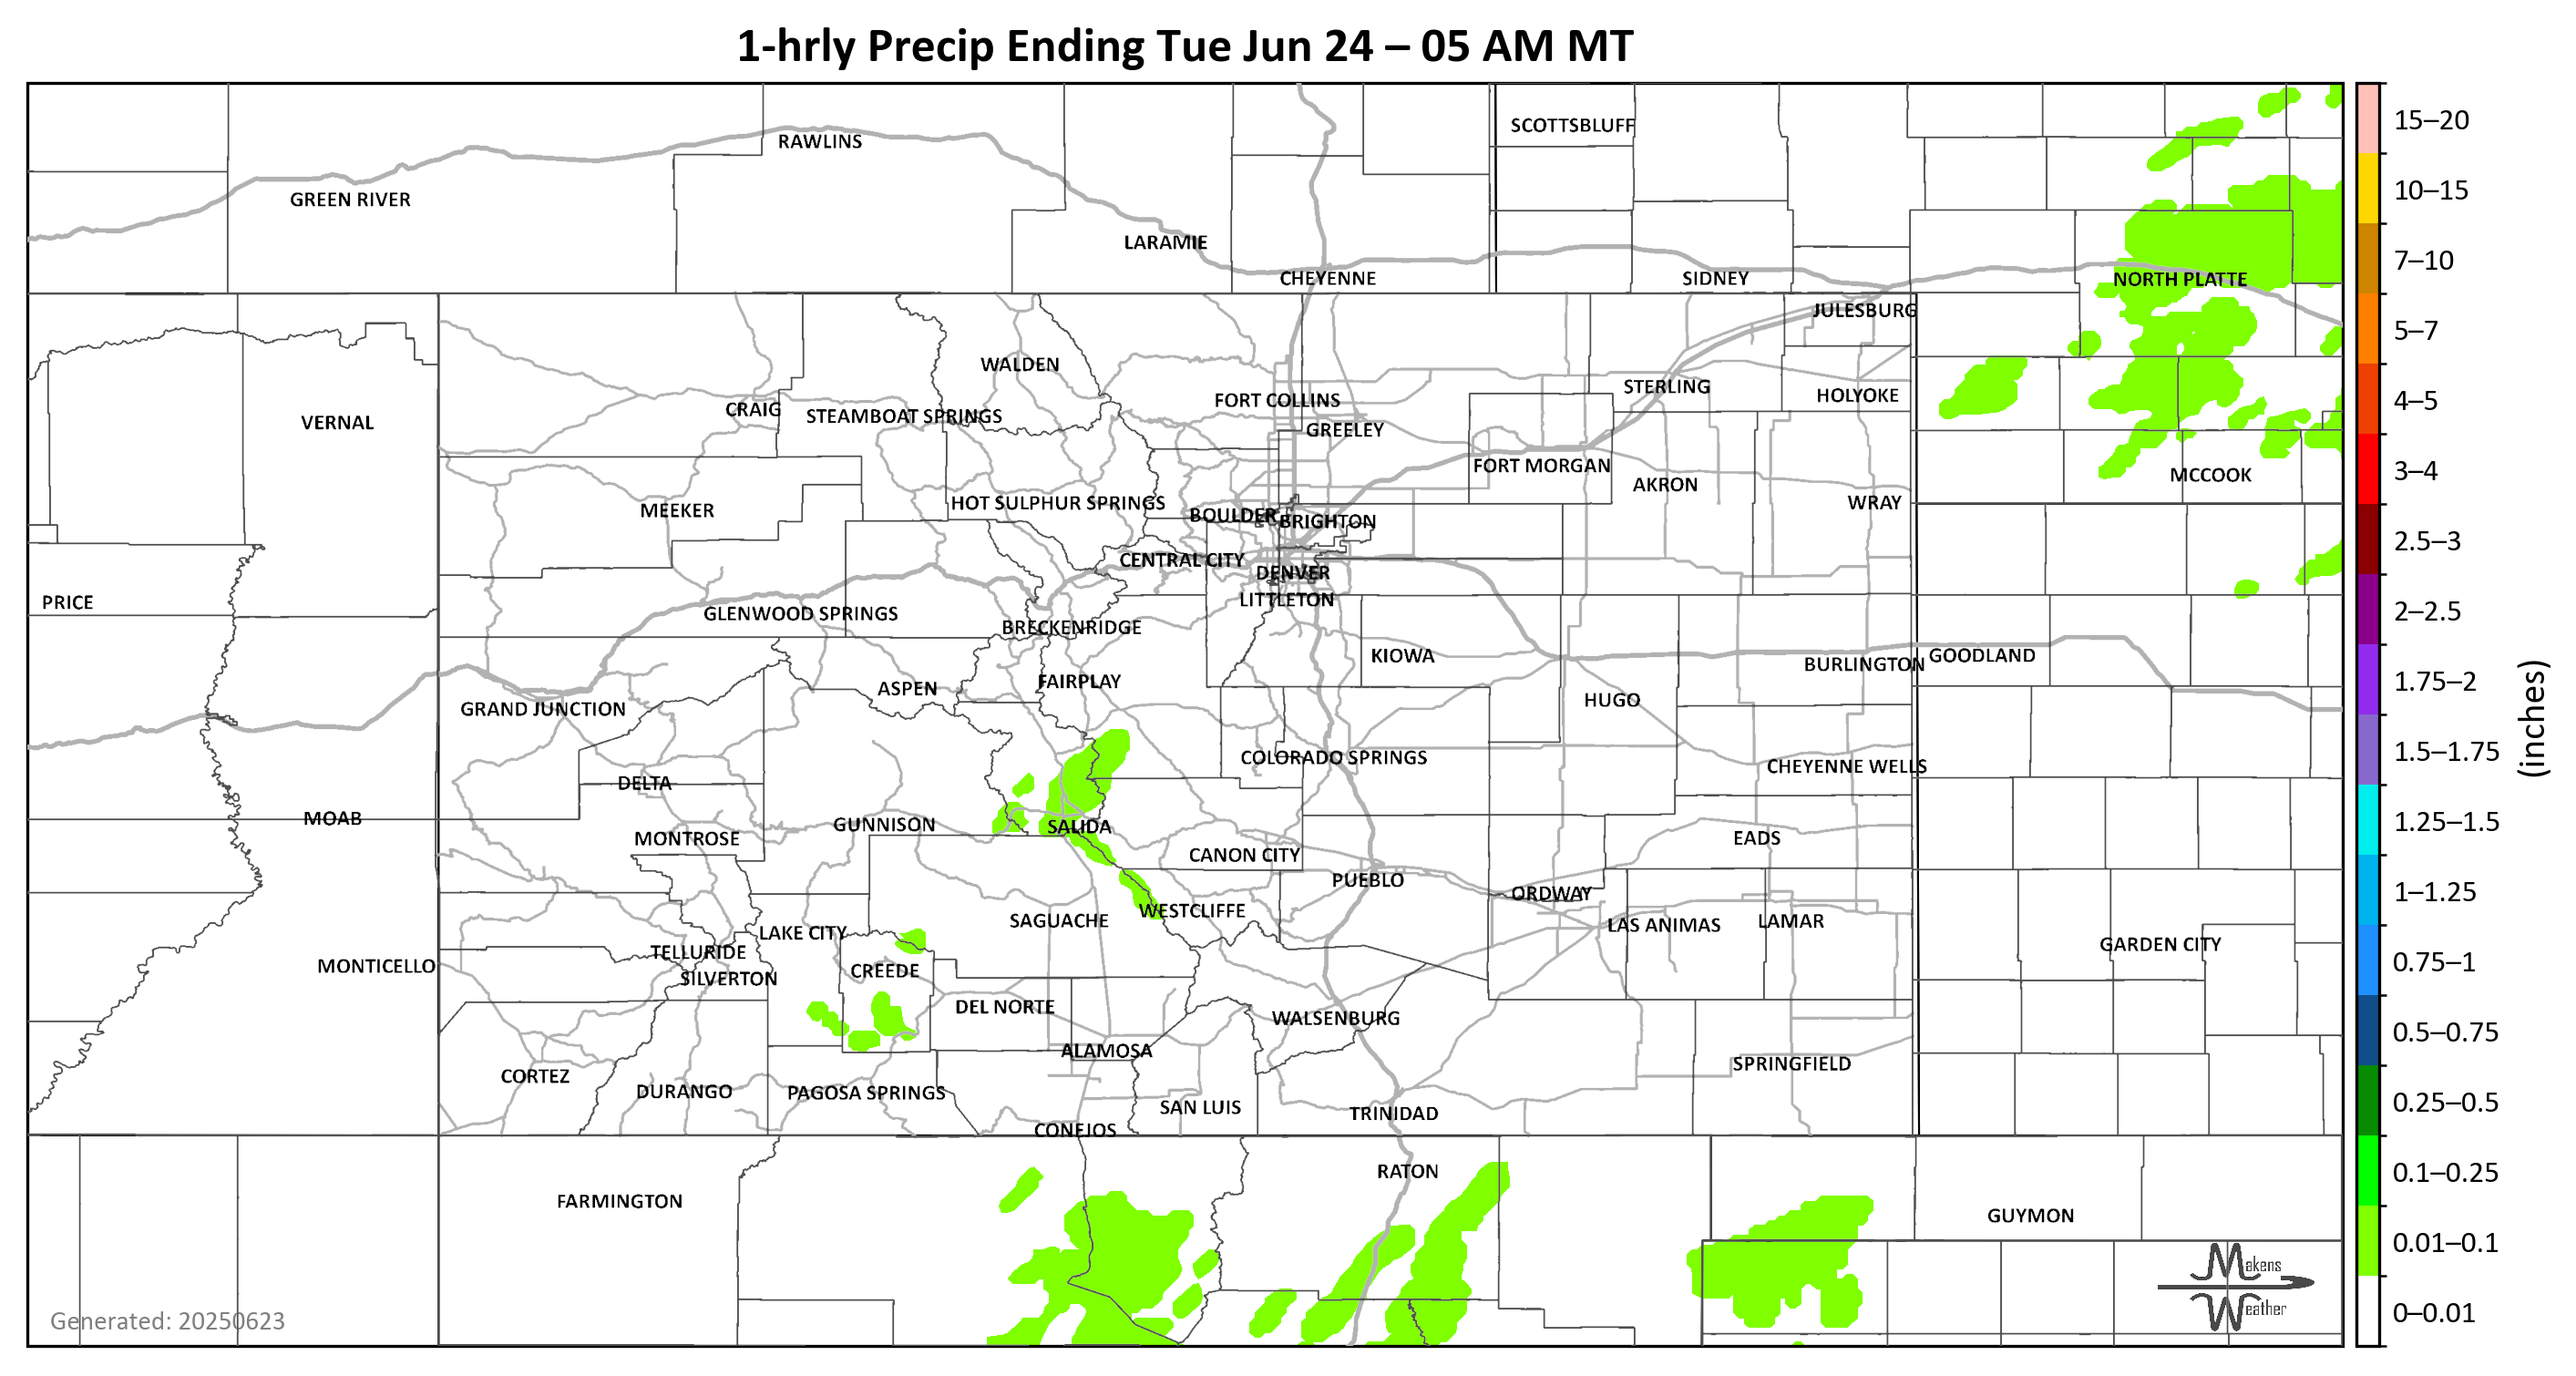 1-hrly Precip Ending Tue Jun 24 – 05 AM MT
SCOTTSBLUFF
RAWLINS
GREEN RIVER
LARAMIE
CHEYENNE
SIDNEY
NORTH PLATTE
JULESBURG
WALDEN
STERLING
HOLYOKE
FORT COLLINS
CRAIG
STEAMBOAT SPRINGS
VERNAL
GREELEY
FORT MORGAN
MCCOOK
AKRON
HOT SULPHUR SPRINGS
WRAY
MEEKER
BOULDER
BRIGHTON
CENTRAL CITY
DENVER
LITTLETON
PRICE
GLENWOOD SPRINGS
BRECKENRIDGE
KIOWA
GOODLAND
BURLINGTON
FAIRPLAY
ASPEN
HUGO
GRAND JUNCTION
COLORADO SPRINGS
CHEYENNE WELLS
DELTA
MOAB
GUNNISON
SALIDA
MONTROSE
EADS
CANON CITY
PUEBLO
ORDWAY
WESTCLIFFE
SAGUACHE
LAS ANIMAS
LAMAR
LAKE CITY
GARDEN CITY
TELLURIDE
MONTICELLO
CREEDE
SILVERTON
DEL NORTE
WALSENBURG
ALAMOSA
SPRINGFIELD
CORTEZ
DURANGO
PAGOSA SPRINGS
SAN LUIS
TRINIDAD
CONEJOS
RATON
FARMINGTON
GUYMON
Makens
Weather
Generated: 20250623
15–20
10–15
7–10
5–7
4–5
3–4
2.5–3
2–2.5
1.75–2
1.5–1.75
1.25–1.5
1–1.25
0.75–1
0.5–0.75
0.25–0.5
0.1–0.25
0.01–0.1
0–0.01
(inches)